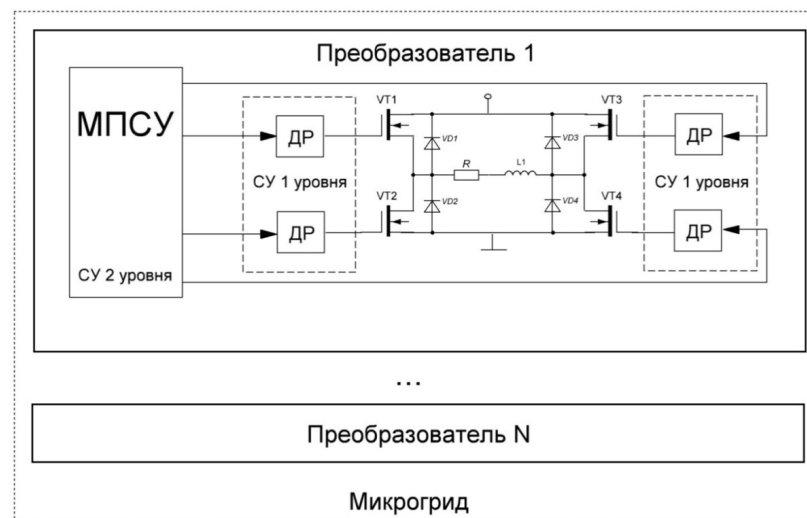 Преобразователь 1
МПСУ
СУ 2 уровня
ДР
СУ 1 уровня
ДР
VT1
VT2
VD1
VD2
R
L1
VD3
VD4
VT3
VT4
ДР
СУ 1 уровня
ДР
...
Преобразователь N
Микрогрид